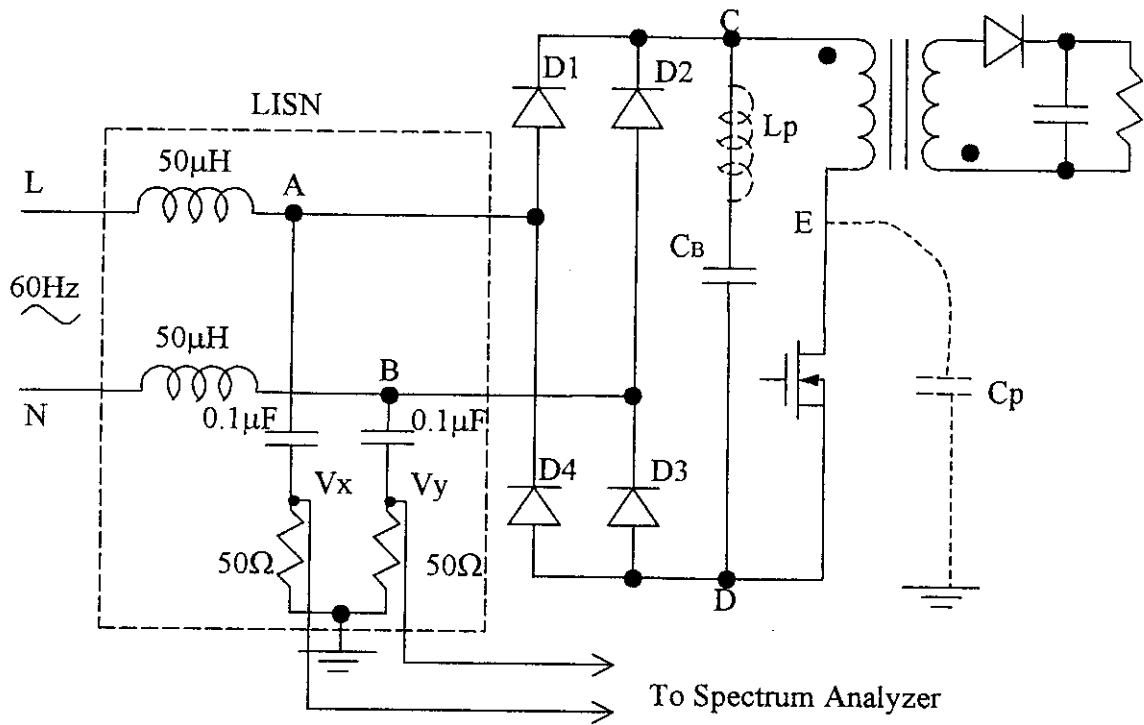 C
D1
D2
LISN
50μH
Lp
L
A
E
CB
60Hz
50μH
B
N
0.1μF
0.1μF
Cp
D4
D3
Vx
Vy
50Ω
50Ω
D
To Spectrum Analyzer